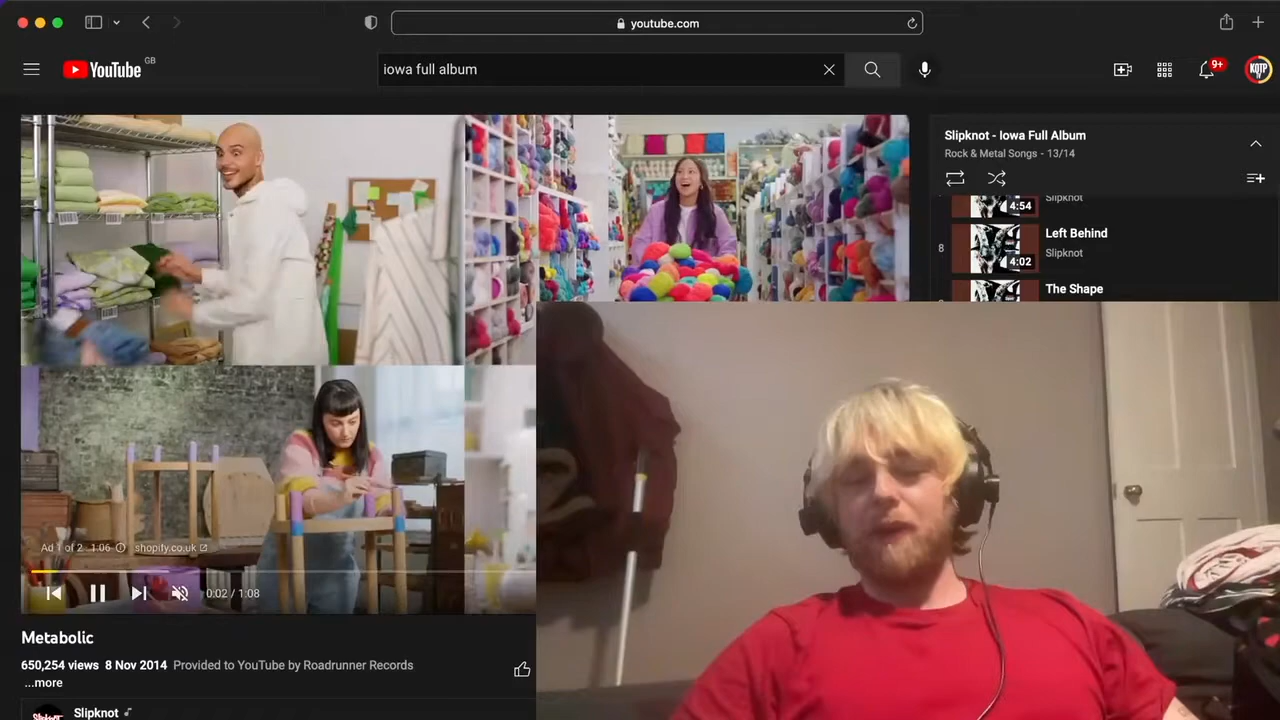 youtube.com
YouTube GB
iowa full album
9+
KOTP
Slipknot - Iowa Full Album
Rock & Metal Songs - 13/14
4:54
Slipknot
8
Left Behind
4:02
Slipknot
The Shape
Ad 1 of 2 · 1:06
shopify.co.uk
0:02 / 1:08
Metabolic
650,254 views 8 Nov 2014 Provided to YouTube by Roadrunner Records
...more
Slipknot